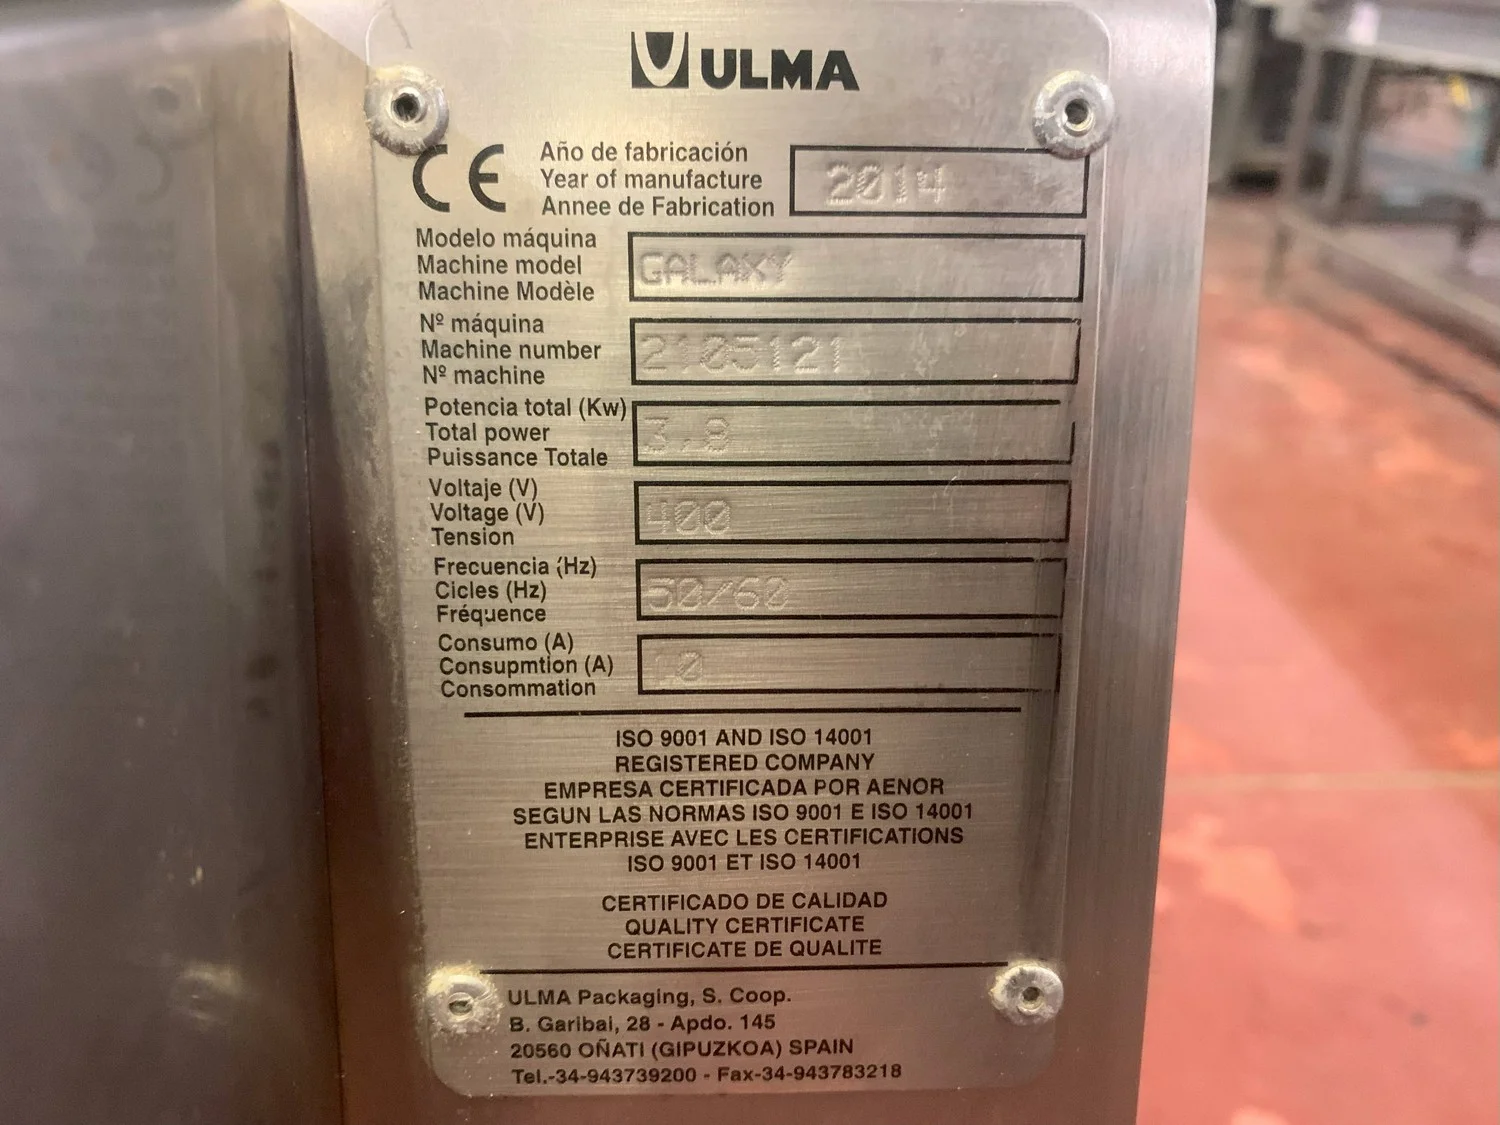 ULMA
CE
Año de fabricación
Year of manufacture
Annee de Fabrication
2014
Modelo máquina
Machine model
Machine Modèle
GALAXY
Nº máquina
Machine number
Nº machine
2105121
Potencia total (Kw)
Total power
Puissance Totale
3.8
Voltaje (V)
Voltage (V)
Tension
400
Frecuencia (Hz)
Cicles (Hz)
Fréquence
50/60
Consumo (A)
Consupmtion (A)
Consommation
10
ISO 9001 AND ISO 14001
REGISTERED COMPANY
EMPRESA CERTIFICADA POR AENOR
SEGUN LAS NORMAS ISO 9001 E ISO 14001
ENTERPRISE AVEC LES CERTIFICATIONS
ISO 9001 ET ISO 14001
CERTIFICADO DE CALIDAD
QUALITY CERTIFICATE
CERTIFICATE DE QUALITE
ULMA Packaging, S. Coop.
B. Garibai, 28 - Apdo. 145
20560 OÑATI (GIPUZKOA) SPAIN
Tel.-34-943739200 - Fax-34-943783218